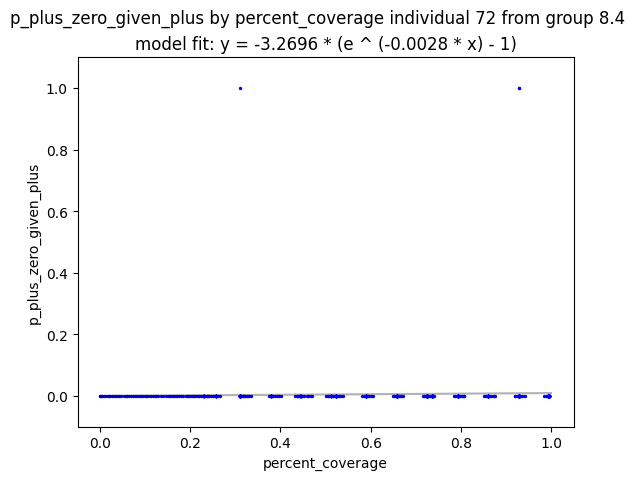 p_plus_zero_given_plus by percent_coverage individual 72 from group 8.4
model fit: y = -3.2696 * (e ^ (-0.0028 * x) - 1)
1.0
0.8
0.6
0.4
0.2
0.0
p_plus_zero_given_plus
0.0 0.2 0.4 0.6 0.8 1.0
percent_coverage